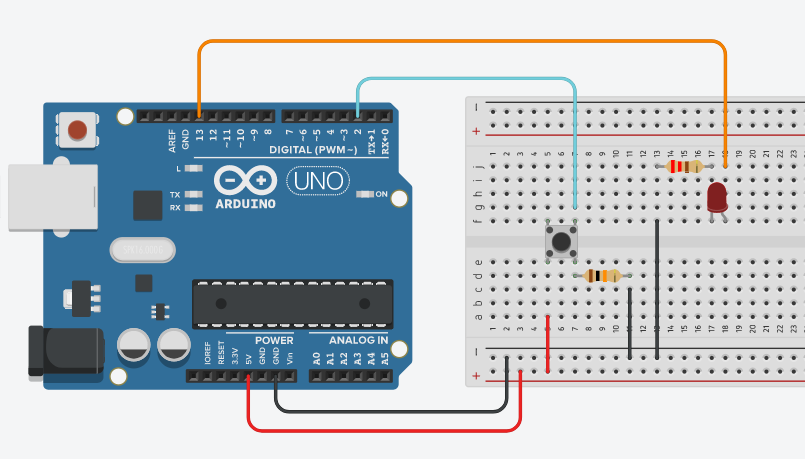 AREF
GND
13
12
~11
~10
~9
8
7
~6
~5
4
~3
2
TX→1
RX←0
DIGITAL (PWM~)
L
TX
RX
UNO
ARDUINO
ON
POWER
ANALOG IN
IOREF
RESET
3.3V
5V
GND
GND
Vin
A0
A1
A2
A3
A4
A5
− +
1 2 3 4 5 6 7 8 9 10 11 12 13 14 15 16 17 18 19 20 21 22 23
j
i
h
g
f
e
d
c
b
a
1 2 3 4 5 6 7 8 9 10 11 12 13 14 15 16 17 18 19 20 21 22 23
− +